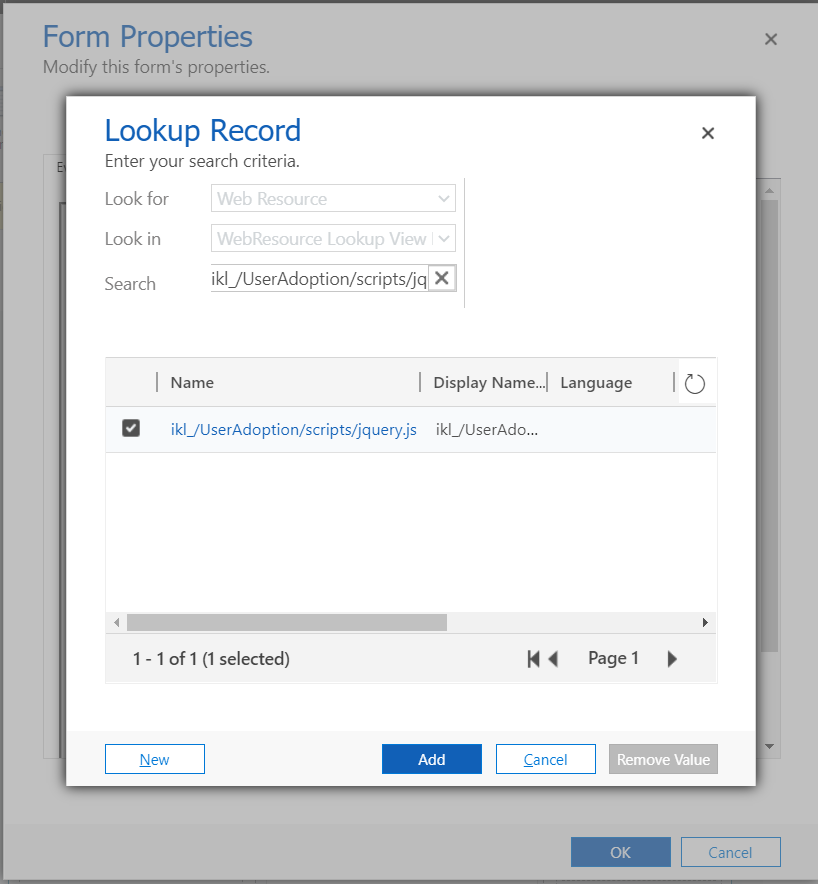 Form Properties
Modify this form's properties.
Lookup Record
Enter your search criteria.
Look for Web Resource
Look in WebResource Lookup View
Search ikl_/UserAdoption/scripts/jq
Name Display Name... Language
ikl_/UserAdoption/scripts/jquery.js ikl_/UserAdo...
1 - 1 of 1 (1 selected) Page 1
New Add Cancel Remove Value
OK Cancel